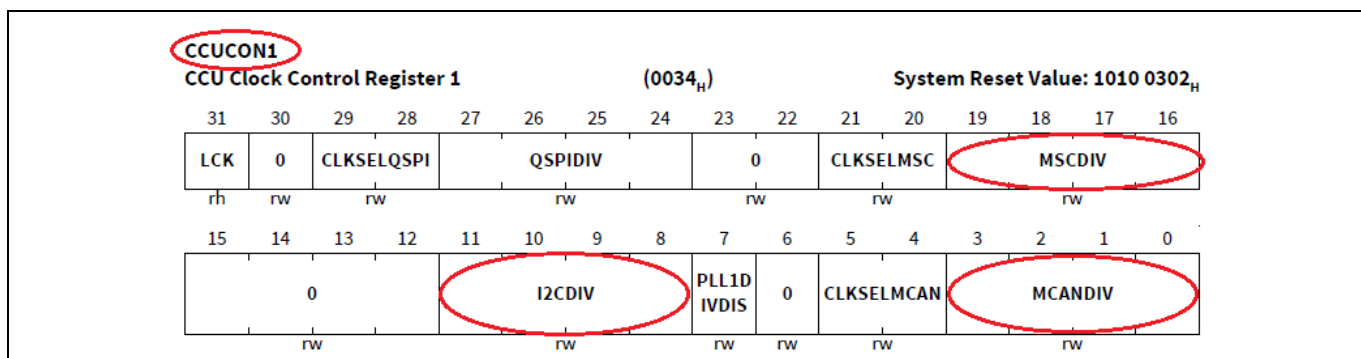 CCUCON1
CCU Clock Control Register 1 (0034H) System Reset Value: 1010 0302H
31 30 29 28 27 26 25 24 23 22 21 20 19 18 17 16
LCK 0 CLKSELQSPI QSPIDIV 0 CLKSELMSC MSCDIV
rh rw rw rw rw rw rw
15 14 13 12 11 10 9 8 7 6 5 4 3 2 1 0
0 I2CDIV PLL1D IVDIS 0 CLKSELMCAN MCANDIV
rw rw rw rw rw rw